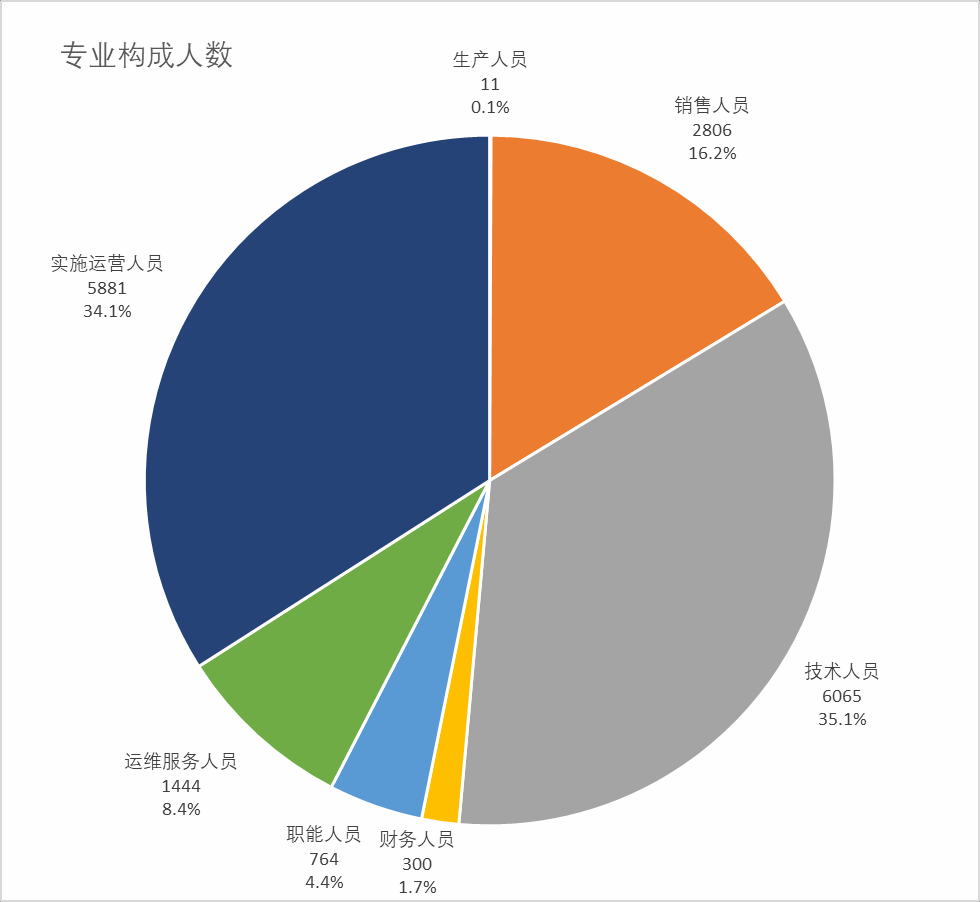 专业构成人数
生产人员
11
0.1%
销售人员
2806
16.2%
实施运营人员
5881
34.1%
技术人员
6065
35.1%
运维服务人员
1444
8.4%
职能人员
764
4.4%
财务人员
300
1.7%